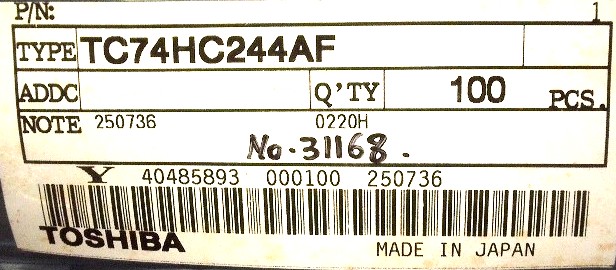 P/N: 1
TYPE TC74HC244AF
ADDC Q'TY 100 PCS.
NOTE 250736 0220H
No.31168.
Y 40485893 000100 250736
TOSHIBA MADE IN JAPAN